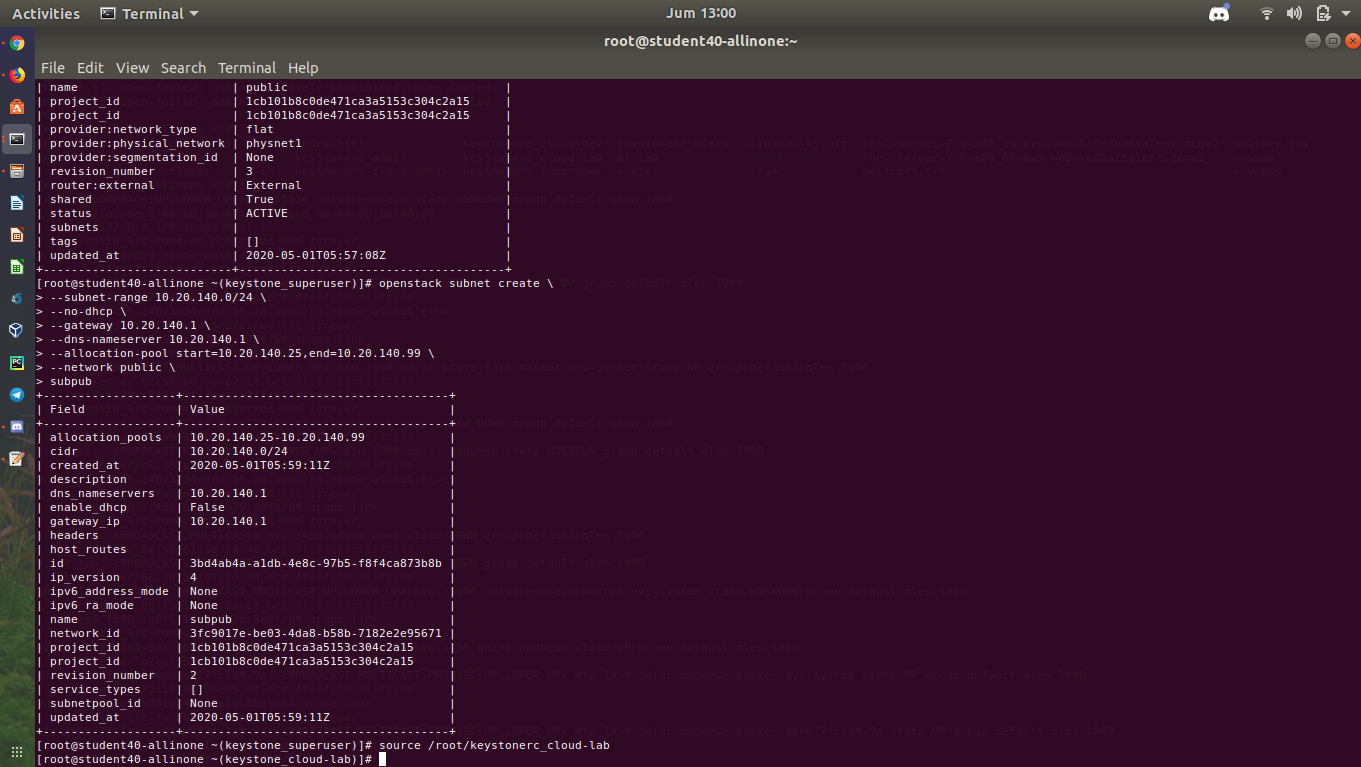 Activities Terminal Jum 13:00
root@student40-allinone:~
File Edit View Search Terminal Help
| name | public |
| project_id | 1cb101b8c0de471ca3a5153c304c2a15 |
| project_id | 1cb101b8c0de471ca3a5153c304c2a15 |
| provider:network_type | flat |
| provider:physical_network | physnet1 |
| provider:segmentation_id | None |
| revision_number | 3 |
| router:external | External |
| shared | True |
| status | ACTIVE |
| subnets | |
| tags | [] |
| updated_at | 2020-05-01T05:57:08Z |
+---------------------------+--------------------------------------+
[root@student40-allinone ~(keystone_superuser)]# openstack subnet create \
> --subnet-range 10.20.140.0/24 \
> --no-dhcp \
> --gateway 10.20.140.1 \
> --dns-nameserver 10.20.140.1 \
> --allocation-pool start=10.20.140.25,end=10.20.140.99 \
> --network public \
> subpub
+-------------------+--------------------------------------+
| Field | Value |
+-------------------+--------------------------------------+
| allocation_pools | 10.20.140.25-10.20.140.99 |
| cidr | 10.20.140.0/24 |
| created_at | 2020-05-01T05:59:11Z |
| description | |
| dns_nameservers | 10.20.140.1 |
| enable_dhcp | False |
| gateway_ip | 10.20.140.1 |
| headers | |
| host_routes | |
| id | 3bd4ab4a-a1db-4e8c-97b5-f8f4ca873b8b |
| ip_version | 4 |
| ipv6_address_mode | None |
| ipv6_ra_mode | None |
| name | subpub |
| network_id | 3fc9017e-be03-4da8-b58b-7182e2e95671 |
| project_id | 1cb101b8c0de471ca3a5153c304c2a15 |
| project_id | 1cb101b8c0de471ca3a5153c304c2a15 |
| revision_number | 2 |
| service_types | [] |
| subnetpool_id | None |
| updated_at | 2020-05-01T05:59:11Z |
+-------------------+--------------------------------------+
[root@student40-allinone ~(keystone_superuser)]# source /root/keystonerc_cloud-lab
[root@student40-allinone ~(keystone_cloud-lab)]#